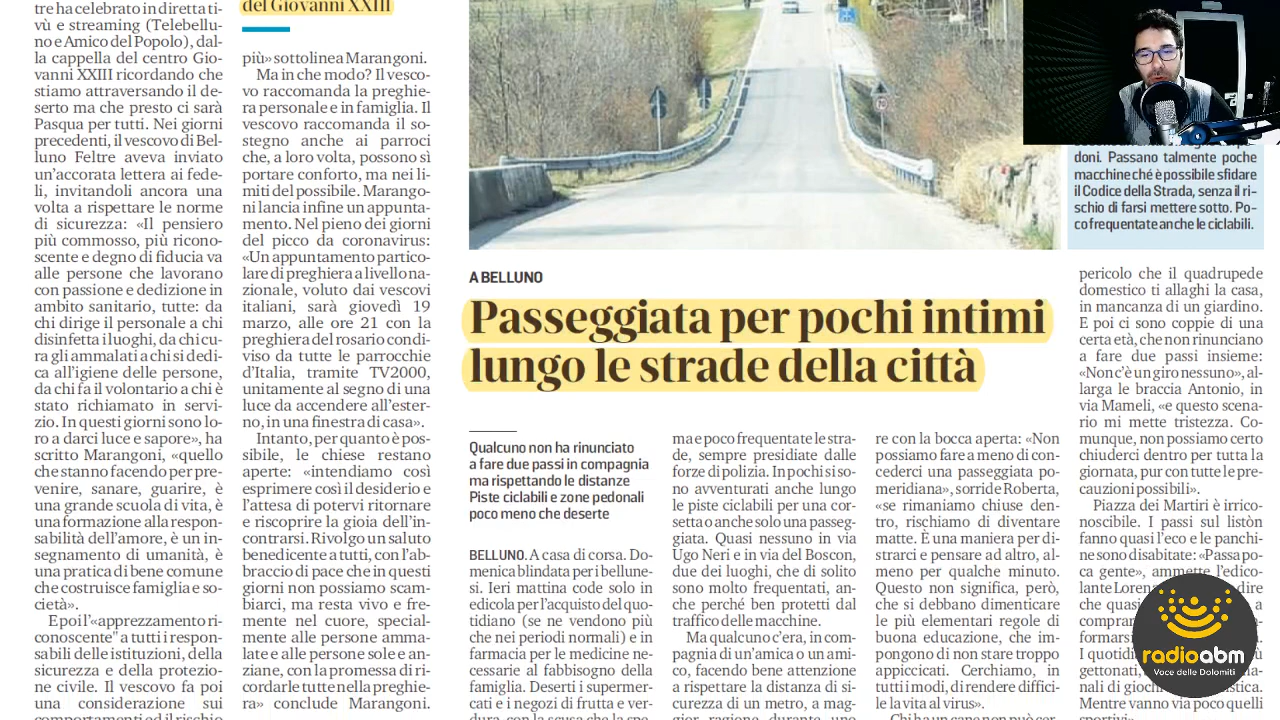 tre ha celebrato in diretta ti-
vù e streaming (Telebellu-
no e Amico del Popolo), dal-
la cappella del centro Gio-
vanni XXIII ricordando che
stiamo attraversando il de-
serto ma che presto ci sarà
Pasqua per tutti. Nei giorni
precedenti, il vescovo di Bel-
luno Feltre aveva inviato
un'accorata lettera ai fede-
li, invitandoli ancora una
volta a rispettare le norme
di sicurezza: «Il pensiero
più commosso, più ricono-
scente e degno di fiducia va
alle persone che lavorano
con passione e dedizione in
ambito sanitario, tutte: da
chi dirige il personale a chi
disinfetta i luoghi, da chi cu-
ra gli ammalati a chi si dedi-
ca all'igiene delle persone,
da chi fa il volontario a chi è
stato richiamato in servi-
zio. In questi giorni sono lo-
ro a darci luce e sapore», ha
scritto Marangoni, «quello
che stanno facendo per pre-
venire, sanare, guarire, è
una grande scuola di vita, è
una formazione alla respon-
sabilità dell'amore, è un in-
segnamento di umanità, è
una pratica di bene comune
che costruisce famiglia e so-
cietà».
E poi l'«apprezzamento ri-
conoscente" a tutti i respon-
sabili delle istituzioni, della
sicurezza e della protezio-
ne civile. Il vescovo fa poi
una considerazione sui
comportamenti ed il rischio
del Giovanni XXIII
più» sottolinea Marangoni.
Ma in che modo? Il vesco-
vo raccomanda la preghie-
ra personale e in famiglia. Il
vescovo raccomanda il so-
stegno anche ai parroci
che, a loro volta, possono sì
portare conforto, ma nei li-
miti del possibile. Marango-
ni lancia infine un appunta-
mento. Nel pieno dei giorni
del picco da coronavirus:
«Un appuntamento partico-
lare di preghiera a livello na-
zionale, voluto dai vescovi
italiani, sarà giovedì 19
marzo, alle ore 21 con la
preghiera del rosario condi-
viso da tutte le parrocchie
d'Italia, tramite TV2000,
unitamente al segno di una
luce da accendere all'ester-
no, in una finestra di casa».
Intanto, per quanto è pos-
sibile, le chiese restano
aperte: «intendiamo così
esprimere così il desiderio e
l'attesa di potervi ritornare
e riscoprire la gioia dell'in-
contrarsi. Rivolgo un saluto
benedicente a tutti, con l'ab-
braccio di pace che in questi
giorni non possiamo scam-
biarci, ma resta vivo e fre-
mente nel cuore, special-
mente alle persone amma-
late e alle persone sole e an-
ziane, con la promessa di ri-
cordarle tutte nella preghie-
ra» conclude Marangoni.
70
doni. Passano talmente poche
macchine ché è possibile sfidare
il Codice della Strada, senza il ri-
schio di farsi mettere sotto. Po-
co frequentate anche le ciclabili.
A BELLUNO
Passeggiata per pochi intimi
lungo le strade della città
Qualcuno non ha rinunciato
a fare due passi in compagnia
ma rispettando le distanze
Piste ciclabili e zone pedonali
poco meno che deserte
BELLUNO. A casa di corsa. Do-
menica blindata per i bellune-
si. Ieri mattina code solo in
edicola per l'acquisto del quo-
tidiano (se ne vendono più
che nei periodi normali) e in
farmacia per le medicine ne-
cessarie al fabbisogno della
famiglia. Deserti i supermer-
cati e i negozi di frutta e ver-
dura, con la scusa che la spe-
ma e poco frequentate le stra-
de, sempre presidiate dalle
forze di polizia. In pochi si so-
no avventurati anche lungo
le piste ciclabili per una cor-
setta o anche solo una passeg-
giata. Quasi nessuno in via
Ugo Neri e in via del Boscon,
due dei luoghi, che di solito
sono molto frequentati, an-
che perché ben protetti dal
traffico delle macchine.
Ma qualcuno c'era, in com-
pagnia di un'amica o un ami-
co, facendo bene attenzione
a rispettare la distanza di si-
curezza di un metro, a mag-
gior ragione durante uno
re con la bocca aperta: «Non
possiamo fare a meno di con-
cederci una passeggiata po-
meridiana», sorride Roberta,
«se rimaniamo chiuse den-
tro, rischiamo di diventare
matte. È una maniera per di-
strarci e pensare ad altro, al-
meno per qualche minuto.
Questo non significa, però,
che si debbano dimenticare
le più elementari regole di
buona educazione, che im-
pongono di non stare troppo
appiccicati. Cerchiamo, in
tutti i modi, di rendere diffici-
le la vita al virus».
Chi ha un cane non può cer-
pericolo che il quadrupede
domestico ti allaghi la casa,
in mancanza di un giardino.
E poi ci sono coppie di una
certa età, che non rinunciano
a fare due passi insieme:
«Non c'è un giro nessuno», al-
larga le braccia Antonio, in
via Mameli, «e questo scena-
rio mi mette tristezza. Co-
munque, non possiamo certo
chiuderci dentro per tutta la
giornata, pur con tutte le pre-
cauzioni possibili».
Piazza dei Martiri è irrico-
noscibile. I passi sul listòn
fanno quasi l'eco e le panchi-
ne sono disabitate: «Passa po-
ca gente», ammette l'edico-
lante Loren dire
che quas a
compran
formarsi
I quotidi
gettonati,
nali di gioch stica.
Mentre vanno via poco quelli
sportivi
radioabm
Voce delle Dolomiti